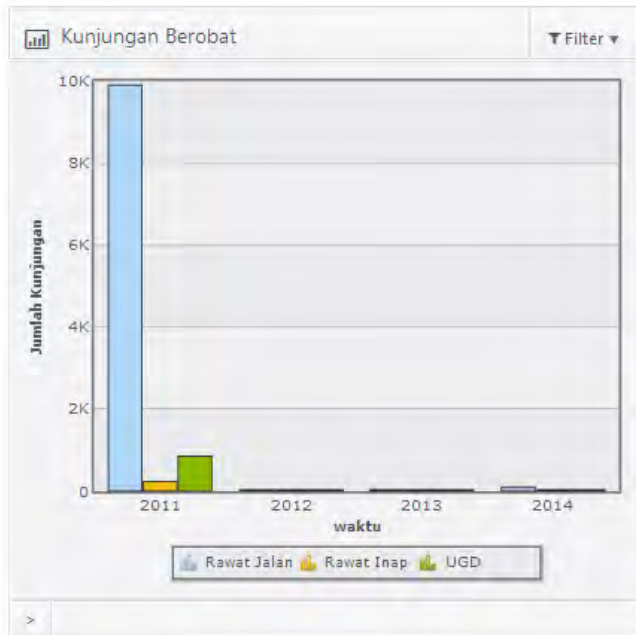 Kunjungan Berobat
Filter
10K
8K
6K
4K
2K
0
Jumlah Kunjungan
2011 2012 2013 2014
waktu
Rawat Jalan Rawat Inap UGD
>